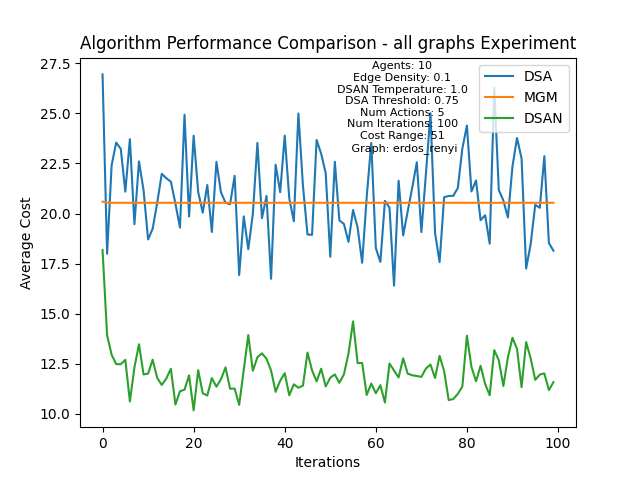 Algorithm Performance Comparison - all graphs Experiment
Agents: 10
Edge Density: 0.1
DSAN Temperature: 1.0
DSA Threshold: 0.75
Num Actions: 5
Num Iterations: 100
Cost Range: 51
Graph: erdos_renyi
DSA
MGM
DSAN
27.5
25.0
22.5
20.0
17.5
15.0
12.5
10.0
Average Cost
0
20
40
60
80
100
Iterations